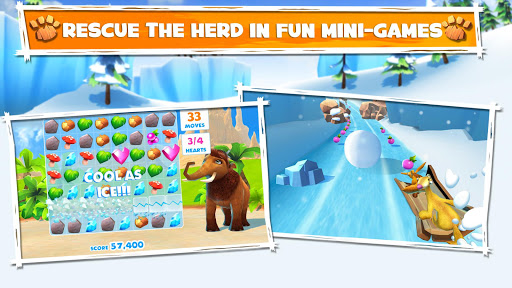 RESCUE THE HERD IN FUN MINI-GAMES
33
MOVES
3/4
HEARTS
COOL AS
ICE!!!
SCORE 57,400